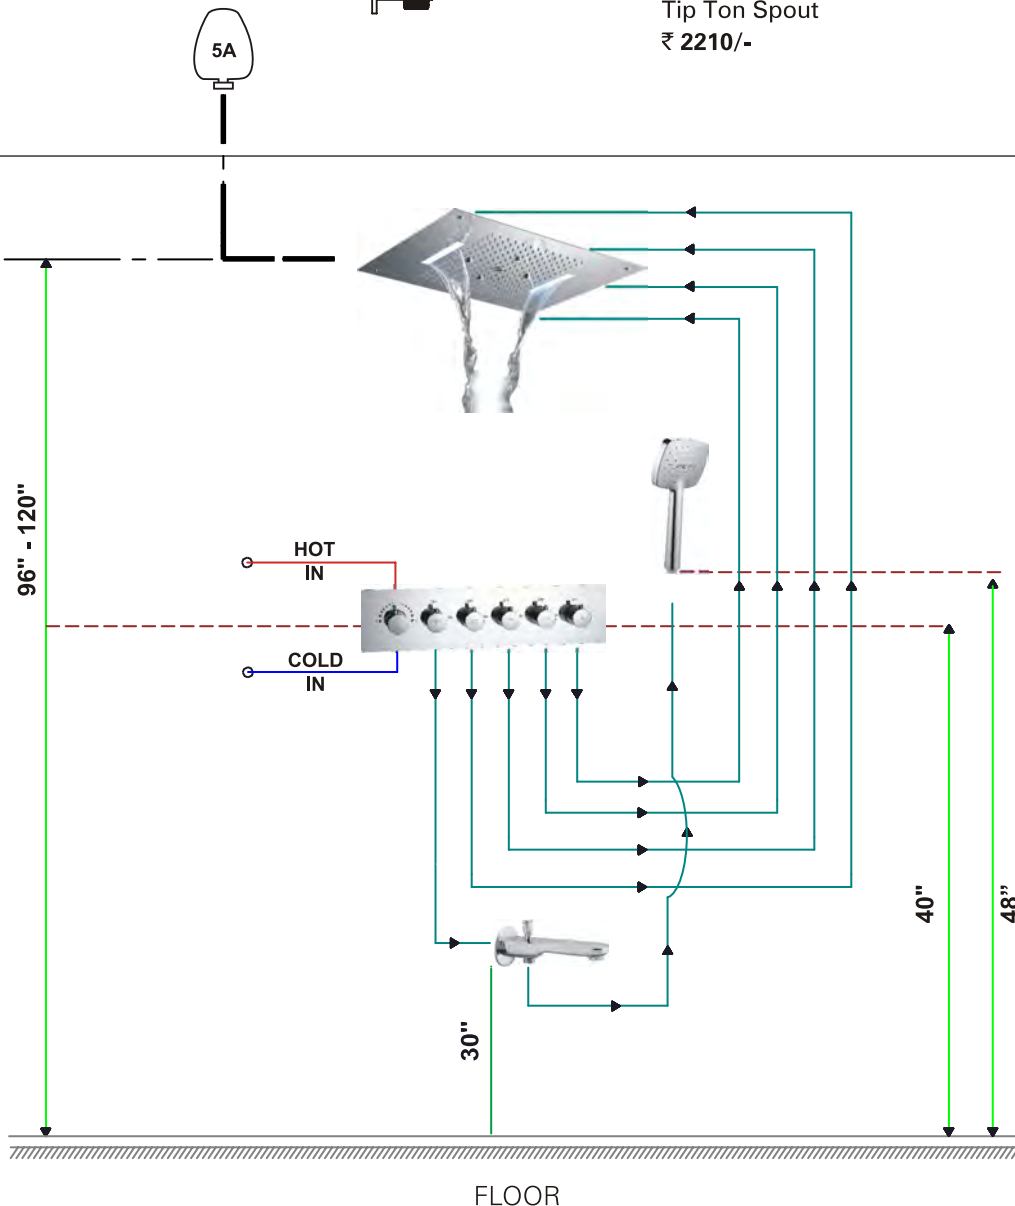 Tip Ton Spout
₹ 2210/-
5A
96" - 120"
HOT
IN
COLD
IN
40"
48”
30"
FLOOR